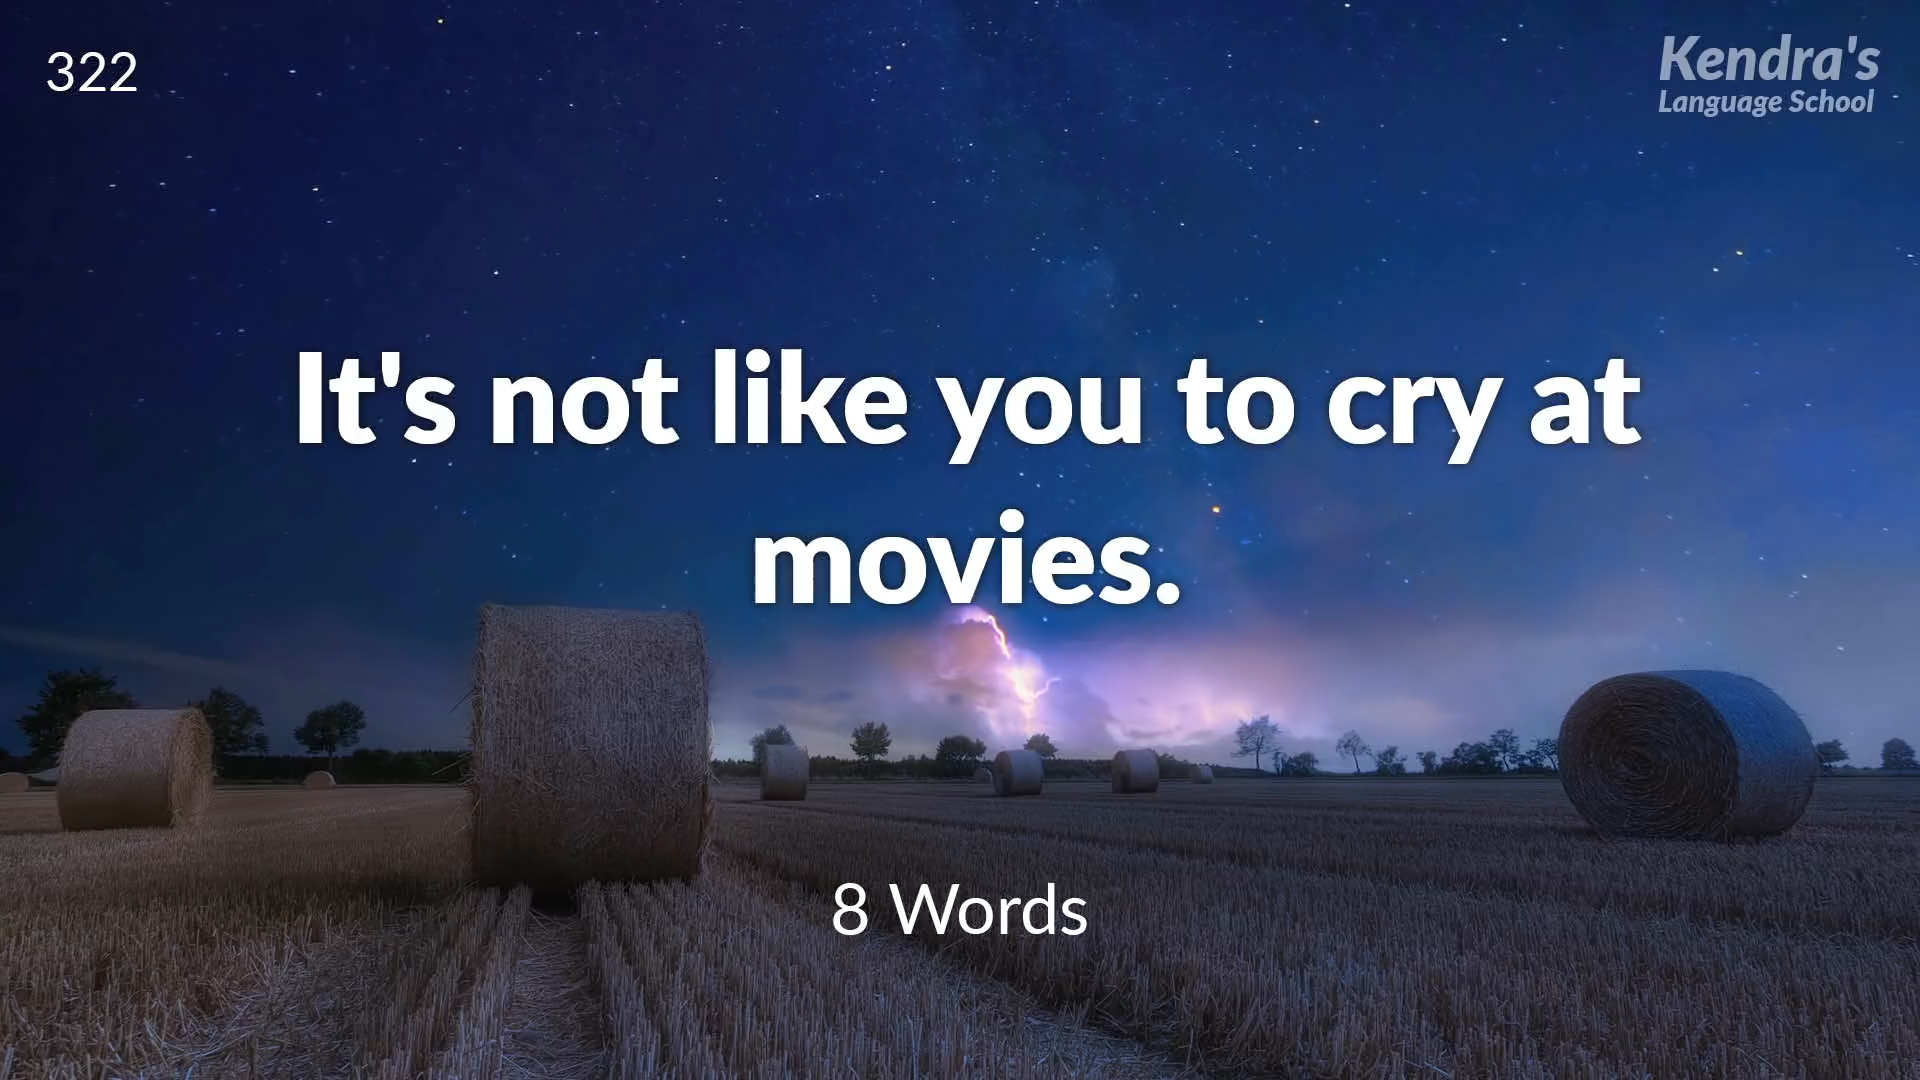 322
Kendra's
Language School
It's not like you to cry at
movies.
8 Words